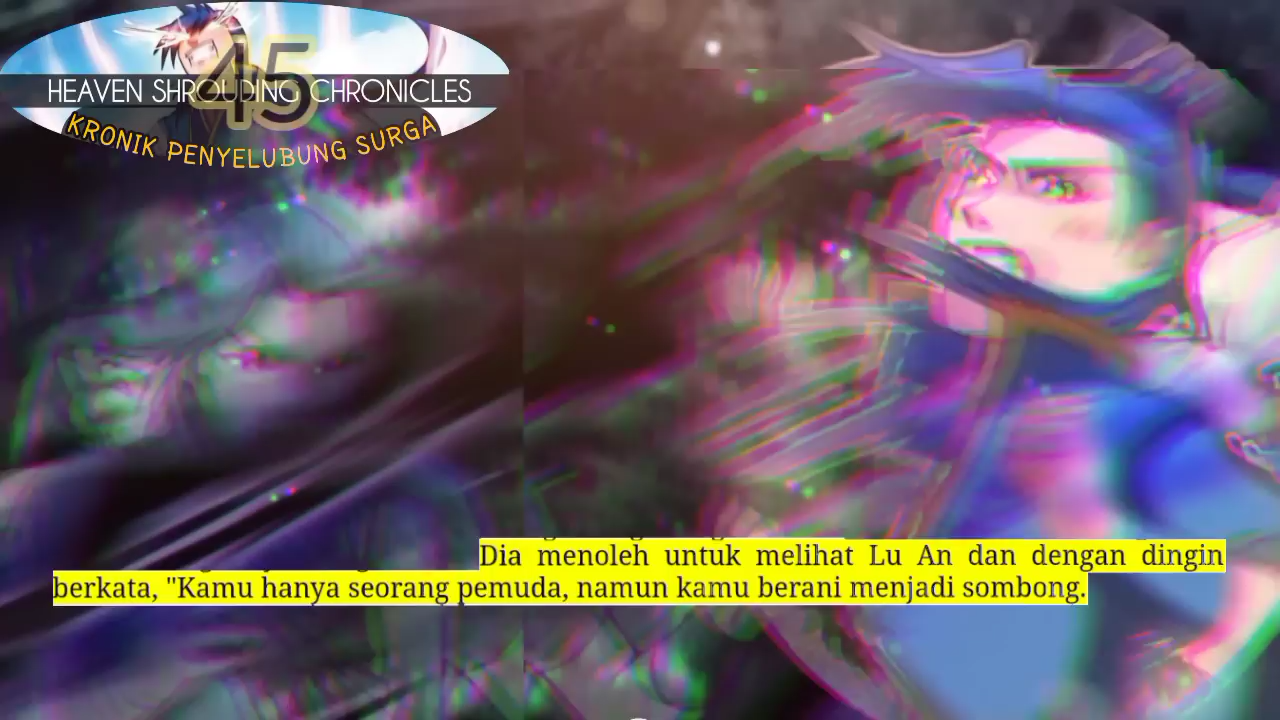 45
HEAVEN SHROUDING CHRONICLES
KRONIK PENYELUBUNG SURGA
Dia menoleh untuk melihat Lu An dan dengan dingin
berkata, "Kamu hanya seorang pemuda, namun kamu berani menjadi sombong.